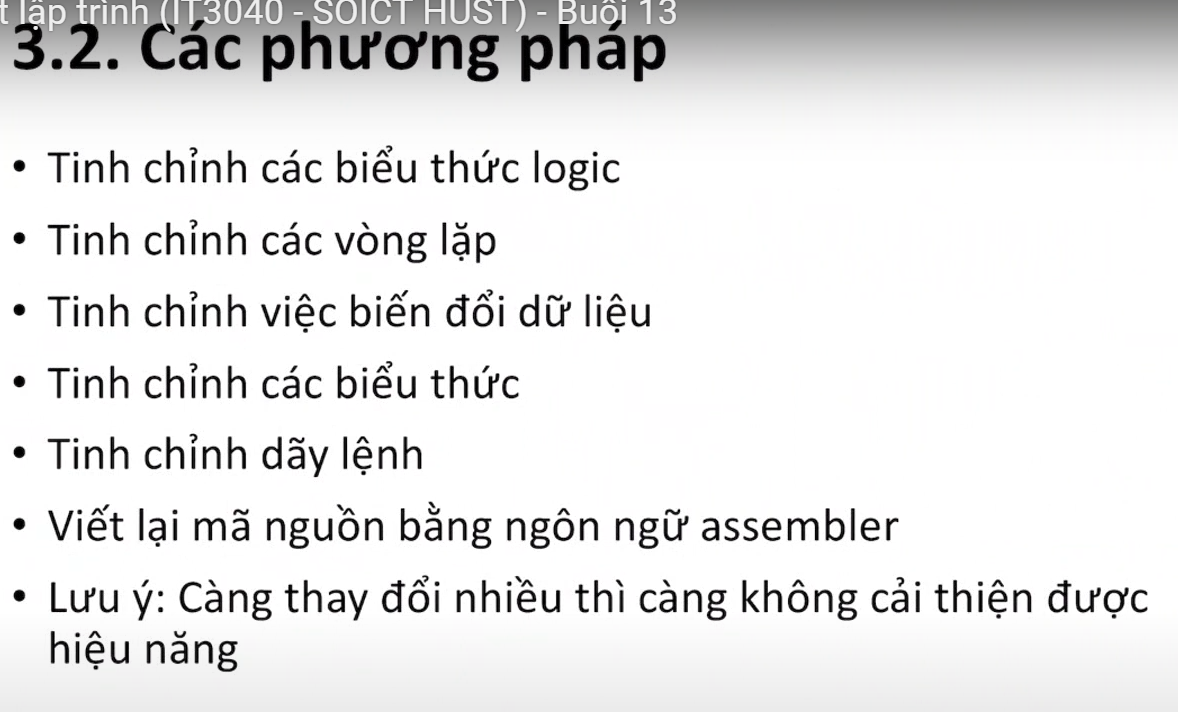 t lập trình (IT3040 - SOICT HUST) - Buổi 13
3.2. Các phương pháp
• Tinh chỉnh các biểu thức logic
• Tinh chỉnh các vòng lặp
• Tinh chỉnh việc biến đổi dữ liệu
• Tinh chỉnh các biểu thức
• Tinh chỉnh dãy lệnh
• Viết lại mã nguồn bằng ngôn ngữ assembler
• Lưu ý: Càng thay đổi nhiều thì càng không cải thiện được
hiệu năng